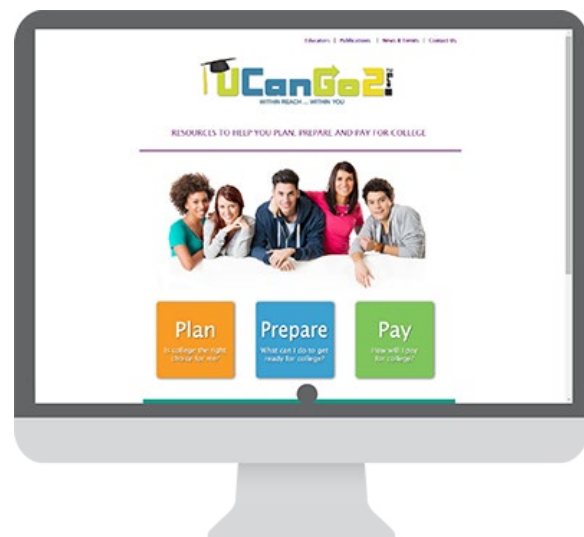 Educators | Publications | News & Events | Contact Us
UCanGo2.org
WITHIN REACH ... WITHIN YOU
RESOURCES TO HELP YOU PLAN, PREPARE AND PAY FOR COLLEGE
Plan
Is college the right
choice for me?
Prepare
What can I do to get
ready for college?
Pay
How will I pay
for college?